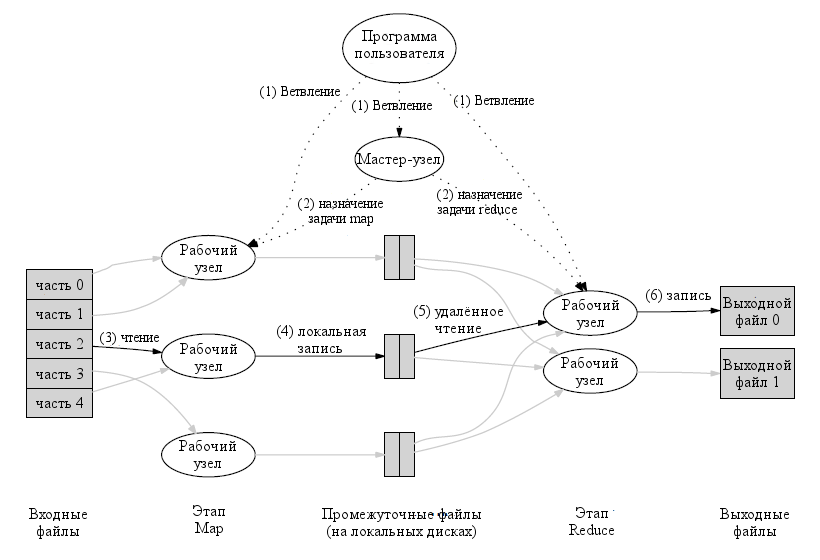 Программа
пользователя
(1) Ветвление
(1) Ветвление
(1) Ветвление
Мастер-узел
(2) назначение
задачи map
(2) назначение
задачи reduce
Рабочий
узел
часть 0
часть 1
часть 2
часть 3
часть 4
(3) чтение
Рабочий
узел
(4) локальная
запись
(5) удалённое
чтение
Рабочий
узел
(6) запись
Выходной
файл 0
Рабочий
узел
Выходной
файл 1
Рабочий
узел
Входные
файлы
Этап
Map
Промежуточные файлы
(на локальных дисках)
Этап
Reduce
Выходные
файлы